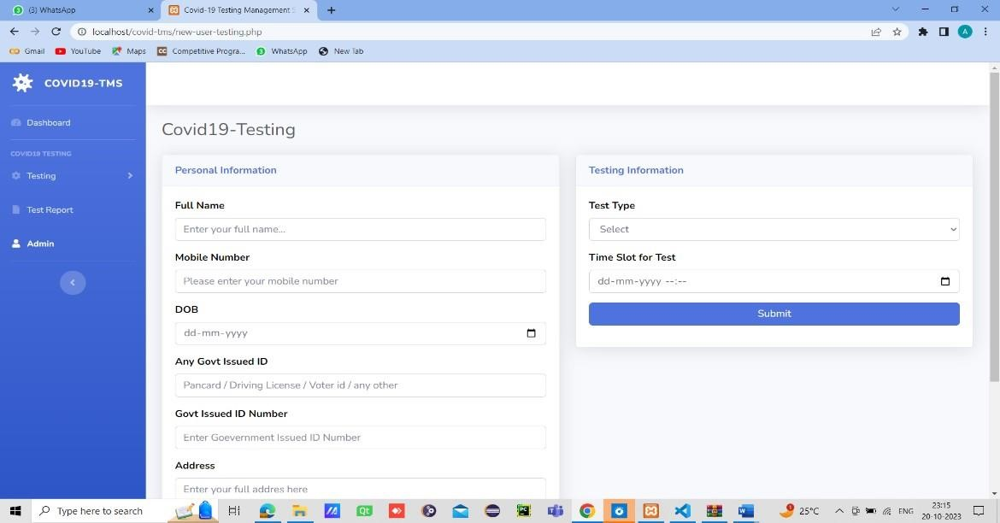 (3) WhatsApp
Covid-19 Testing Management S
localhost/covid-tms/new-user-testing.php
A
Gmail
YouTube
Maps
CC
Competitive Progra...
3
WhatsApp
New Tab
COVID19-TMS
Dashboard
COVID19 TESTING
Testing
Test Report
Admin
Covid19-Testing
Personal Information
Full Name
Enter your full name...
Mobile Number
Please enter your mobile number
DOB
dd-mm-yyyy
Any Govt Issued ID
Pancard / Driving License / Voter id / any other
Govt Issued ID Number
Enter Goevernment Issued ID Number
Address
Enter your full addres here
Testing Information
Test Type
Select
Time Slot for Test
dd-mm-yyyy --:--
Submit
Type here to search
Qt
PC
W
1
25°C
ENG
23:15
20-10-2023